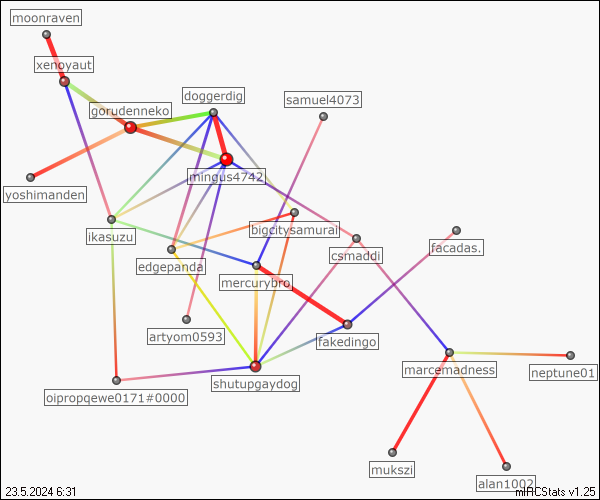 moonraven
xenoyaut
doggerdig
samuel4073
gorudenneko
mingus4742
yoshimanden
bigcitysamurai
ikasuzu
facadas.
csmaddi
edgepanda
mercurybro.
artyom0593
fakedingo
marcemadness
neptune01
shutupgaydog
oipropqewe0171#0000
mukszi
alan1002
23.5.2024 6:31
mIRCStats v1.25